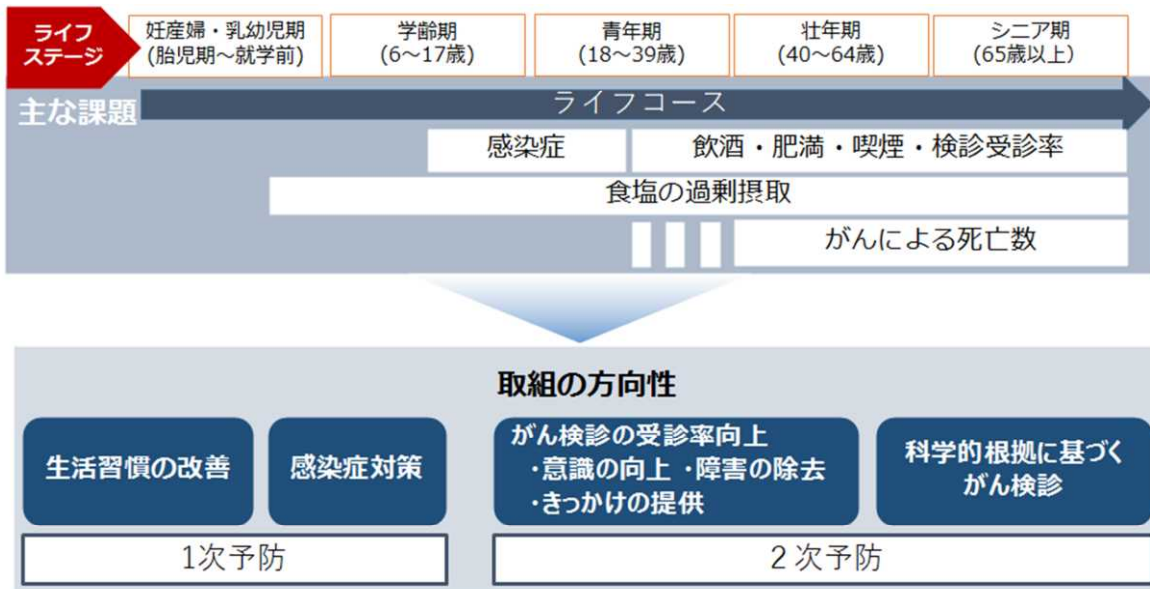 ライフ
ステージ
妊産婦・乳幼児期
(胎児期～就学前)
学齢期
(6～17歳)
青年期
(18～39歳)
壮年期
(40～64歳)
シニア期
(65歳以上)
主な課題
ライフコース
感染症
飲酒・肥満・喫煙・検診受診率
食塩の過剰摂取
がんによる死亡数
取組の方向性
生活習慣の改善
感染症対策
がん検診の受診率向上
・意識の向上 ・障害の除去
・きっかけの提供
科学的根拠に基づく
がん検診
1次予防
２次予防